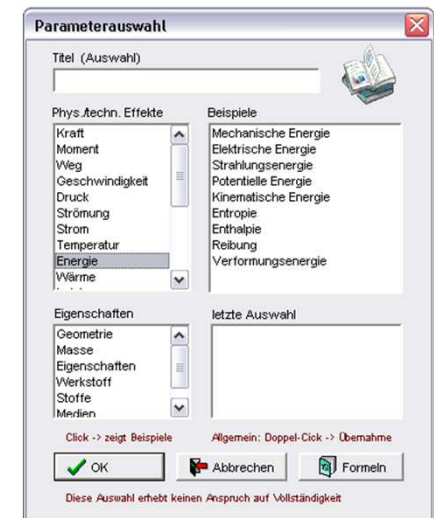 Parameterauswahl
Titel (Auswahl)
Phys./techn. Effekte
Kraft
Moment
Weg
Geschwindigkeit
Druck
Strömung
Strom
Temperatur
Energie
Wärme
Beispiele
Mechanische Energie
Elektrische Energie
Strahlungsenergie
Potentielle Energie
Kinematische Energie
Entropie
Enthalpie
Reibung
Verformungsenergie
Eigenschaften
Geometrie
Masse
Eigenschaften
Werkstoff
Stoffe
Medien
letzte Auswahl
Click -> zeigt Beispiele
Allgemein: Doppel-Cick -> Übernahme
OK
Abbrechen
Formeln
Diese Auswahl erhebt keinen Anspruch auf Vollständigkeit